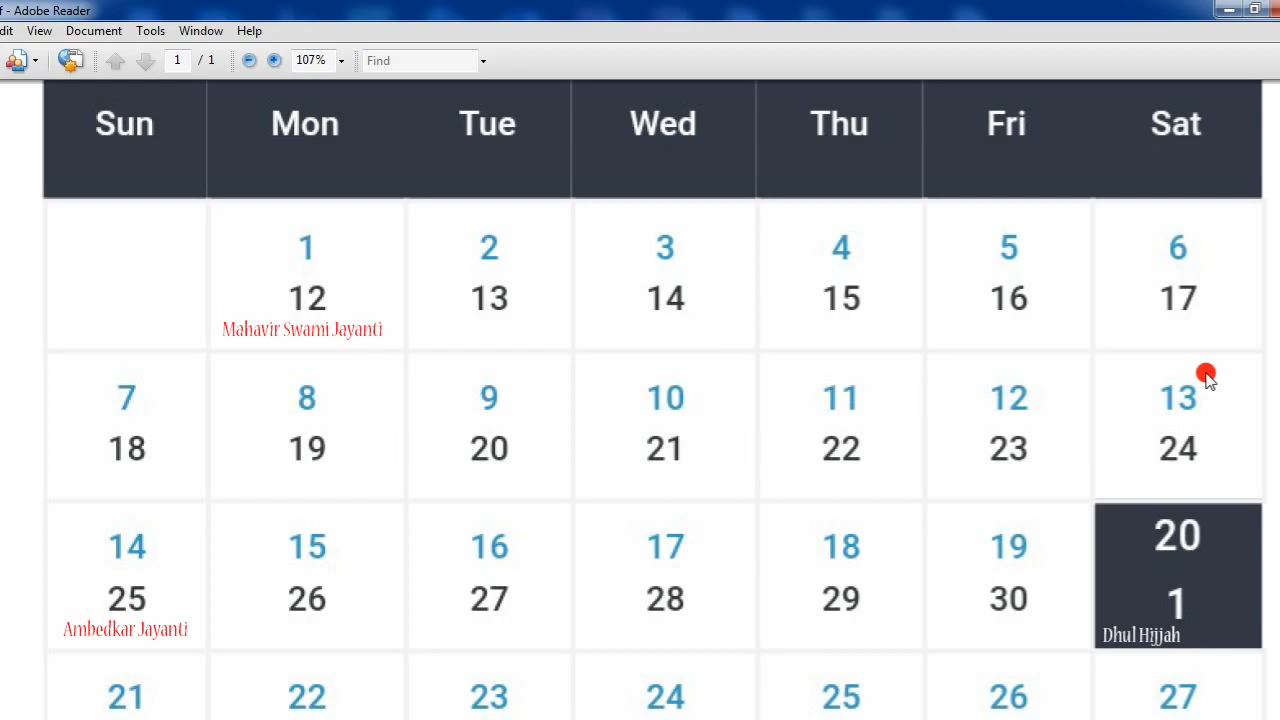 f - Adobe Reader
dit View Document Tools Window Help
1 / 1 107% Find
Sun Mon Tue Wed Thu Fri Sat
1 2 3 4 5 6
12 13 14 15 16 17
Mahavir Swami Jayanti
7 8 9 10 11 12 13
18 19 20 21 22 23 24
14 15 16 17 18 19 20
25 26 27 28 29 30 1
Ambedkar Jayanti Dhul Hijjah
21 22 23 24 25 26 27